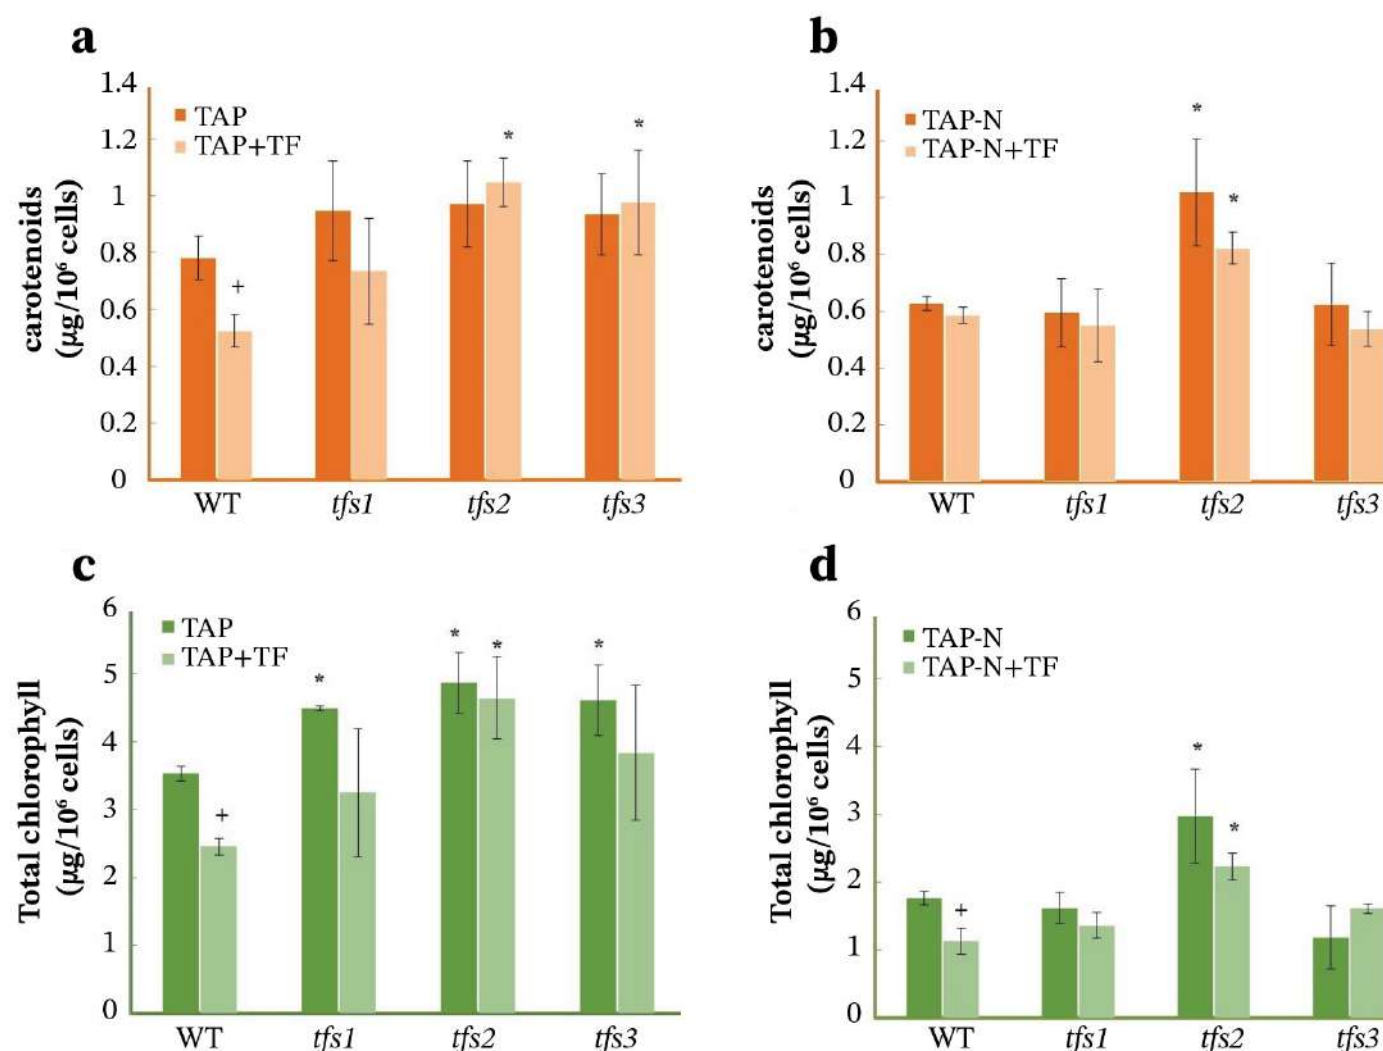 a
1.4
TAP
TAP+TF
1.2
1
0.8
0.6
0.4
0.2
0
carotenoids
(µg/10⁶ cells)
*
*
+
WT
tfs1
tfs2
tfs3
b
1.4
TAP-N
TAP-N+TF
1.2
1
0.8
0.6
0.4
0.2
0
carotenoids
(µg/10⁶ cells)
*
*
WT
tfs1
tfs2
tfs3
c
6
TAP
TAP+TF
5
4
3
2
1
0
Total chlorophyll
(µg/10⁶ cells)
*
*
*
*
+
WT
tfs1
tfs2
tfs3
d
6
TAP-N
TAP-N+TF
5
4
3
2
1
0
Total chlorophyll
(µg/10⁶ cells)
*
*
+
WT
tfs1
tfs2
tfs3